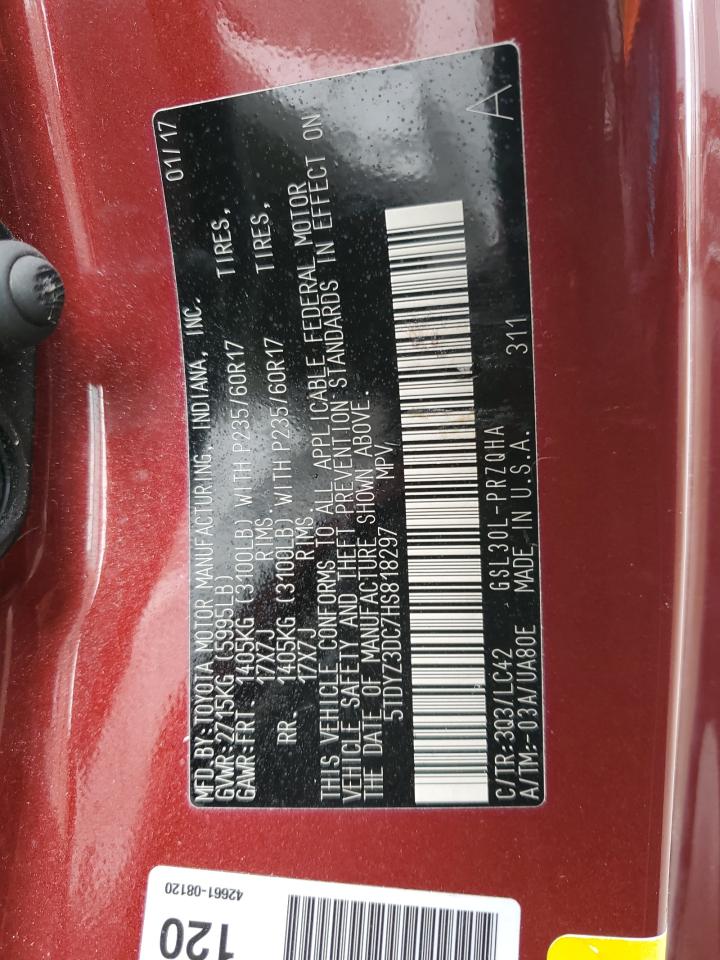 MFD.BY:TOYOTA MOTOR MANUFACTURING, INDIANA, INC. 01/17
GVWR:2715KG (5995LB)
GAWR:FRT 1405KG (3100LB) WITH P235/60R17 TIRES,
17X7J RIMS.
RR. 1405KG (3100LB) WITH P235/60R17 TIRES,
17X7J RIMS.
THIS VEHICLE CONFORMS TO ALL APPLICABLE FEDERAL MOTOR
VEHICLE SAFETY AND THEFT PREVENTION STANDARDS IN EFFECT ON
THE DATE OF MANUFACTURE SHOWN ABOVE.
5TDYZ3DC7HS818297 MPV
C/TR:3Q3/LC42 GSL30L-PRZQHA
A/TM:-03A/UA80E MADE IN U.S.A. 311 A
42661-08120
120